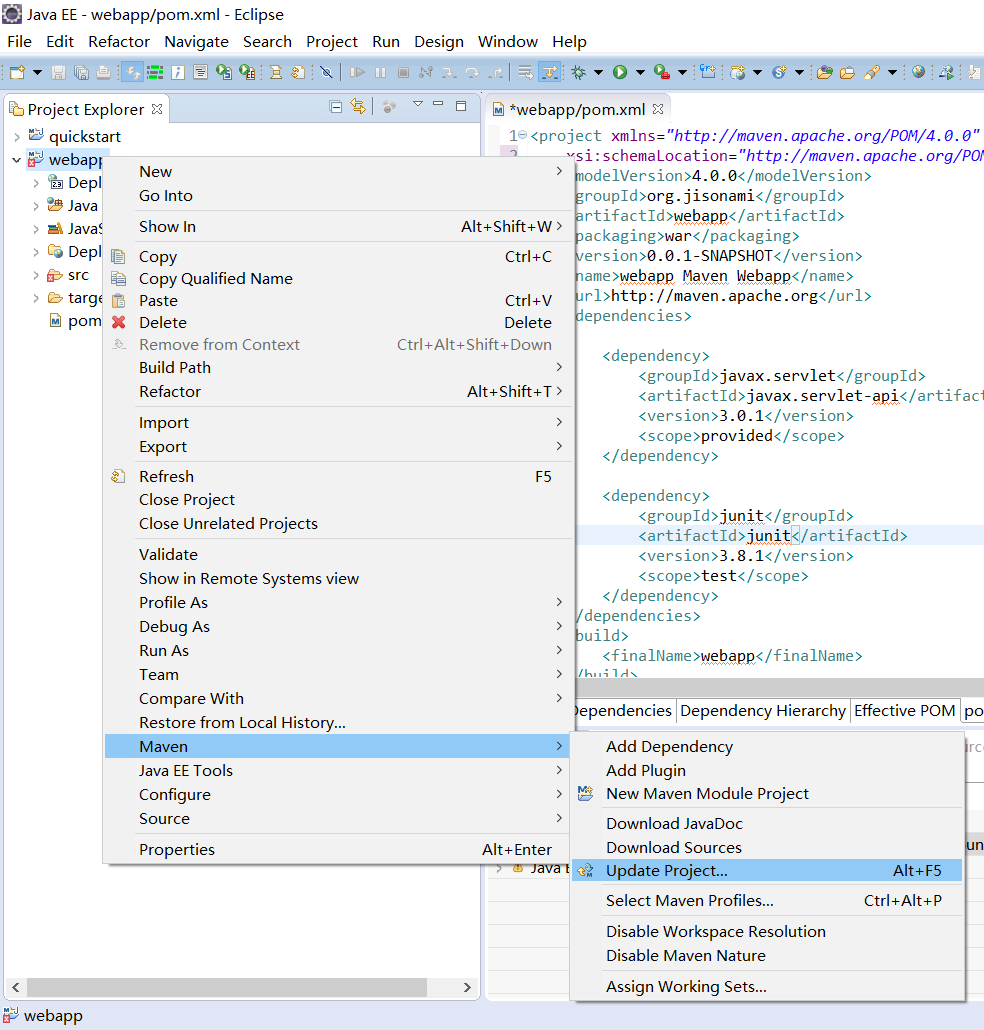 Java EE - webapp/pom.xml - Eclipse
File Edit Refactor Navigate Search Project Run Design Window Help
Project Explorer
quickstart
webapp
Depl
Java
JavaS
Depl
src
targe
pom
New
Go Into
Show In Alt+Shift+W
Copy Ctrl+C
Copy Qualified Name
Paste Ctrl+V
Delete Delete
Remove from Context Ctrl+Alt+Shift+Down
Build Path
Refactor Alt+Shift+T
Import
Export
Refresh F5
Close Project
Close Unrelated Projects
Validate
Show in Remote Systems view
Profile As
Debug As
Run As
Team
Compare With
Restore from Local History...
Maven
Java EE Tools
Configure
Source
Properties Alt+Enter
*webapp/pom.xml
1 <project xmlns="http://maven.apache.org/POM/4.0.0"
2 xsi:schemaLocation="http://maven.apache.org/POM
modelVersion>4.0.0</modelVersion>
groupId>org.jisonami</groupId>
artifactId>webapp</artifactId>
packaging>war</packaging>
version>0.0.1-SNAPSHOT</version>
name>webapp Maven Webapp</name>
url>http://maven.apache.org</url>
dependencies>
<dependency>
<groupId>javax.servlet</groupId>
<artifactId>javax.servlet-api</artifact
<version>3.0.1</version>
<scope>provided</scope>
</dependency>
<dependency>
<groupId>junit</groupId>
<artifactId>junit</artifactId>
<version>3.8.1</version>
<scope>test</scope>
</dependency>
/dependencies>
build>
<finalName>webapp</finalName>
/build>
Dependencies Dependency Hierarchy Effective POM po
Add Dependency
Add Plugin
New Maven Module Project
Download JavaDoc
Download Sources
Update Project... Alt+F5
Select Maven Profiles... Ctrl+Alt+P
Disable Workspace Resolution
Disable Maven Nature
Assign Working Sets...
Java
webapp